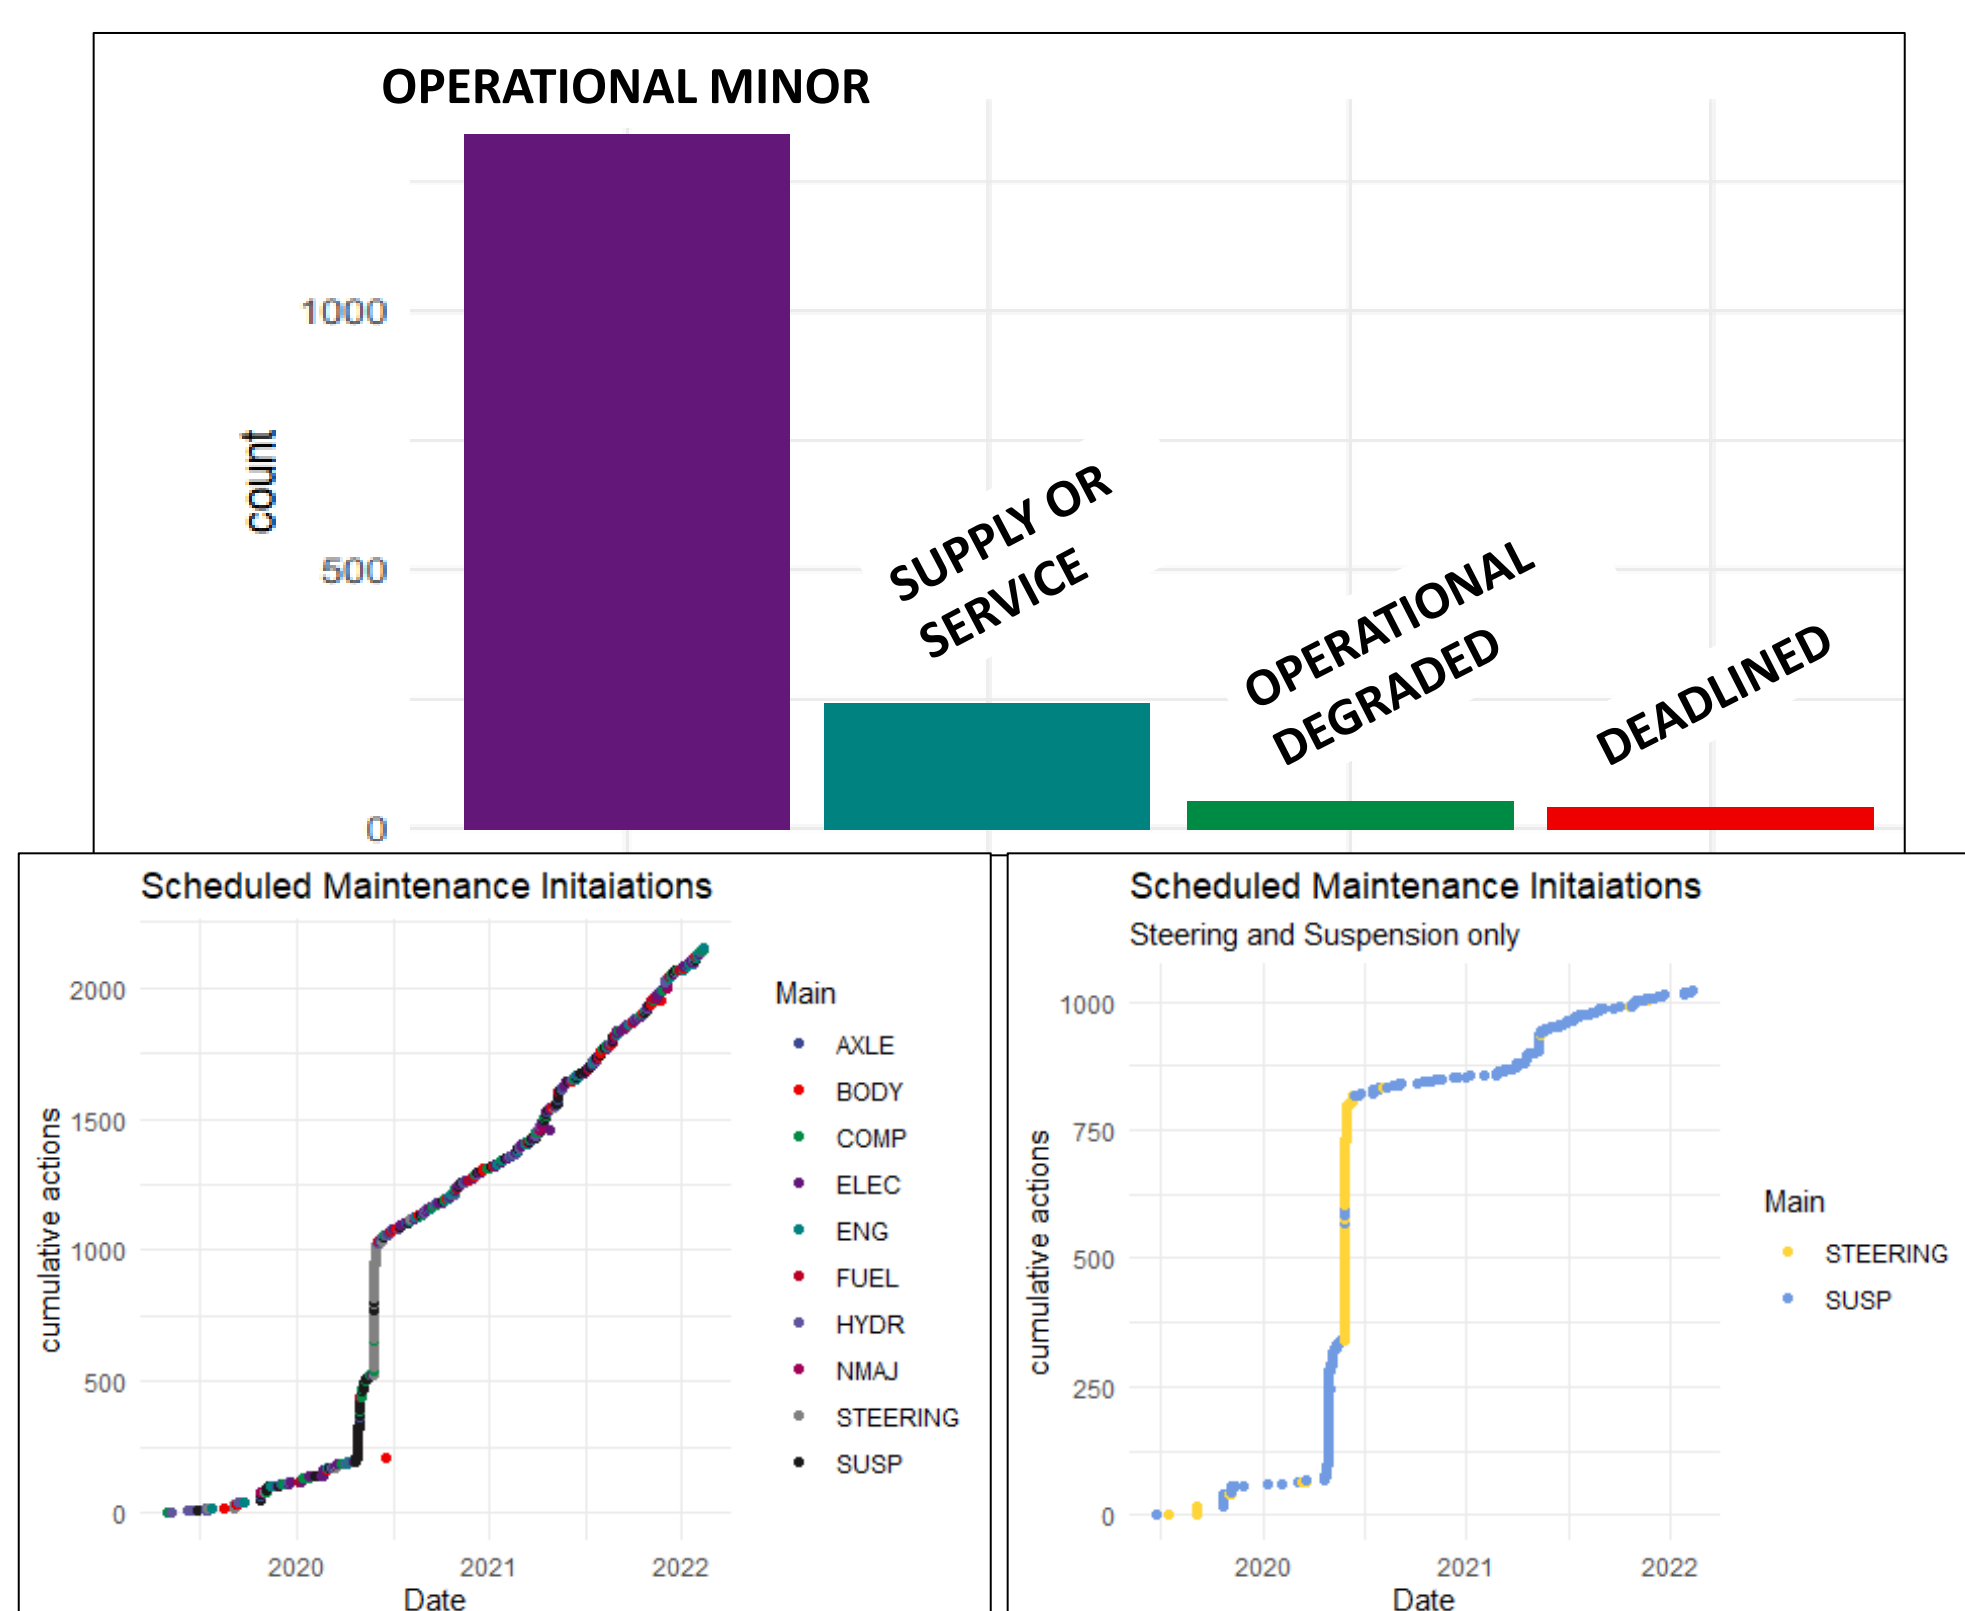 OPERATIONAL MINOR
1000
500
0
count
SUPPLY OR
SERVICE
OPERATIONAL
DEGRADED
DEADLINED
Scheduled Maintenance Initaiations
2000
1500
1000
500
0
cumulative actions
2020 2021 2022
Date
Main
AXLE
BODY
COMP
ELEC
ENG
FUEL
HYDR
NMAJ
STEERING
SUSP
Scheduled Maintenance Initaiations
Steering and Suspension only
1000
750
500
250
0
cumulative actions
2020 2021 2022
Date
Main
STEERING
SUSP